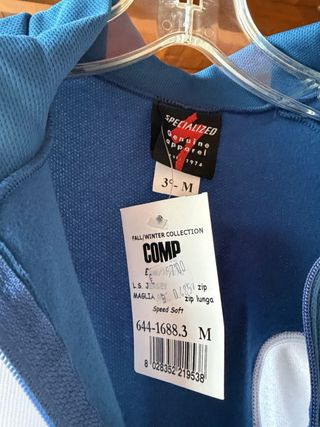 SPECIALIZED
Genuine
apparel
EST. 1974
3°- M
FALL/WINTER COLLECTION
COMP
L.S. JERSEY zip
MAGLIA zip lunga
Speed Soft
644-1688.3 M
8 028352 219538